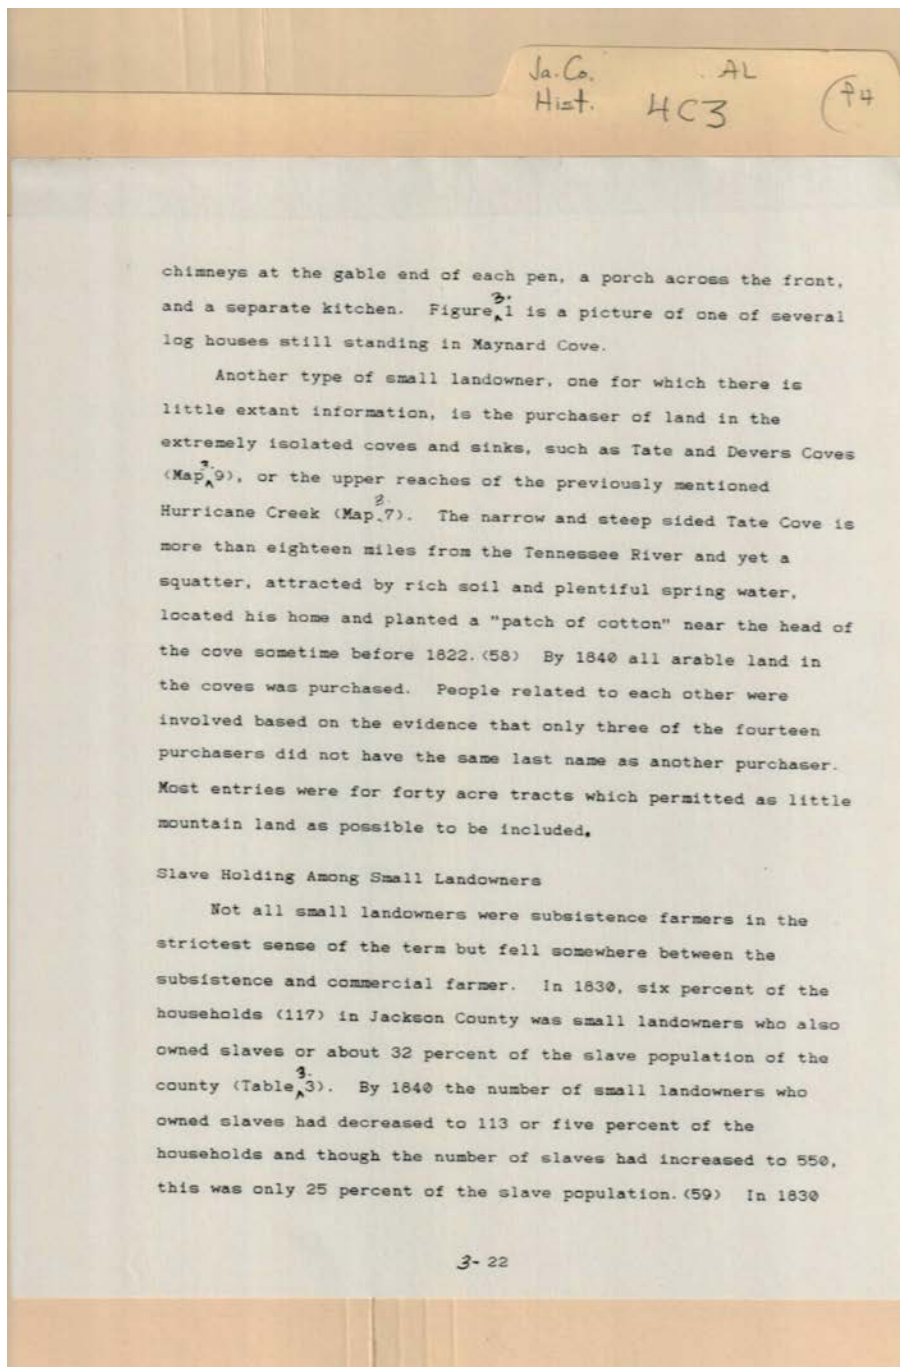 Ja. Co. AL
Hist. 4C3 P4
chimneys at the gable end of each pen, a porch across the front,
and a separate kitchen. Figure 3.1 is a picture of one of several
log houses still standing in Maynard Cove.
Another type of small landowner, one for which there is
little extant information, is the purchaser of land in the
extremely isolated coves and sinks, such as Tate and Devers Coves
(Map 3.9), or the upper reaches of the previously mentioned
Hurricane Creek (Map 3.7). The narrow and steep sided Tate Cove is
more than eighteen miles from the Tennessee River and yet a
squatter, attracted by rich soil and plentiful spring water,
located his home and planted a "patch of cotton" near the head of
the cove sometime before 1822.(58) By 1840 all arable land in
the coves was purchased. People related to each other were
involved based on the evidence that only three of the fourteen
purchasers did not have the same last name as another purchaser.
Most entries were for forty acre tracts which permitted as little
mountain land as possible to be included.
Slave Holding Among Small Landowners
Not all small landowners were subsistence farmers in the
strictest sense of the term but fell somewhere between the
subsistence and commercial farmer. In 1830, six percent of the
households (117) in Jackson County was small landowners who also
owned slaves or about 32 percent of the slave population of the
county (Table 3.3). By 1840 the number of small landowners who
owned slaves had decreased to 113 or five percent of the
households and though the number of slaves had increased to 550,
this was only 25 percent of the slave population.(59) In 1830
3-22